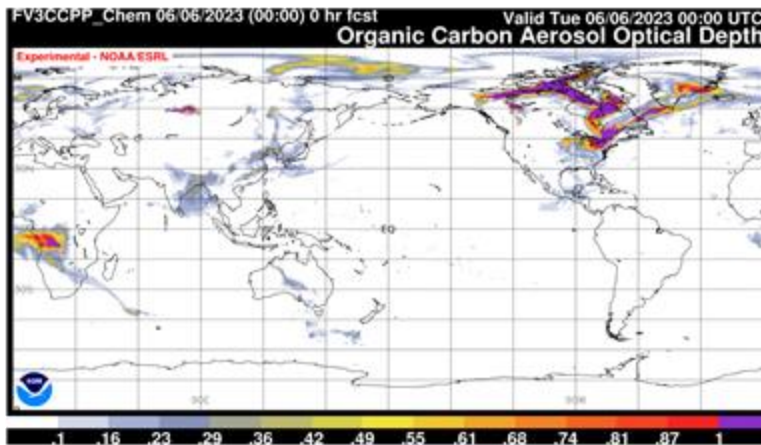 FV3CCPP_Chem 06/06/2023 (00:00) 0 hr fcst
Valid Tue 06/06/2023 00:00 UTC
Organic Carbon Aerosol Optical Depth
Experimental - NOAA/ESRL
EQ
.1 .16 .23 .29 .36 .42 .49 .55 .61 .68 .74 .81 .87 1